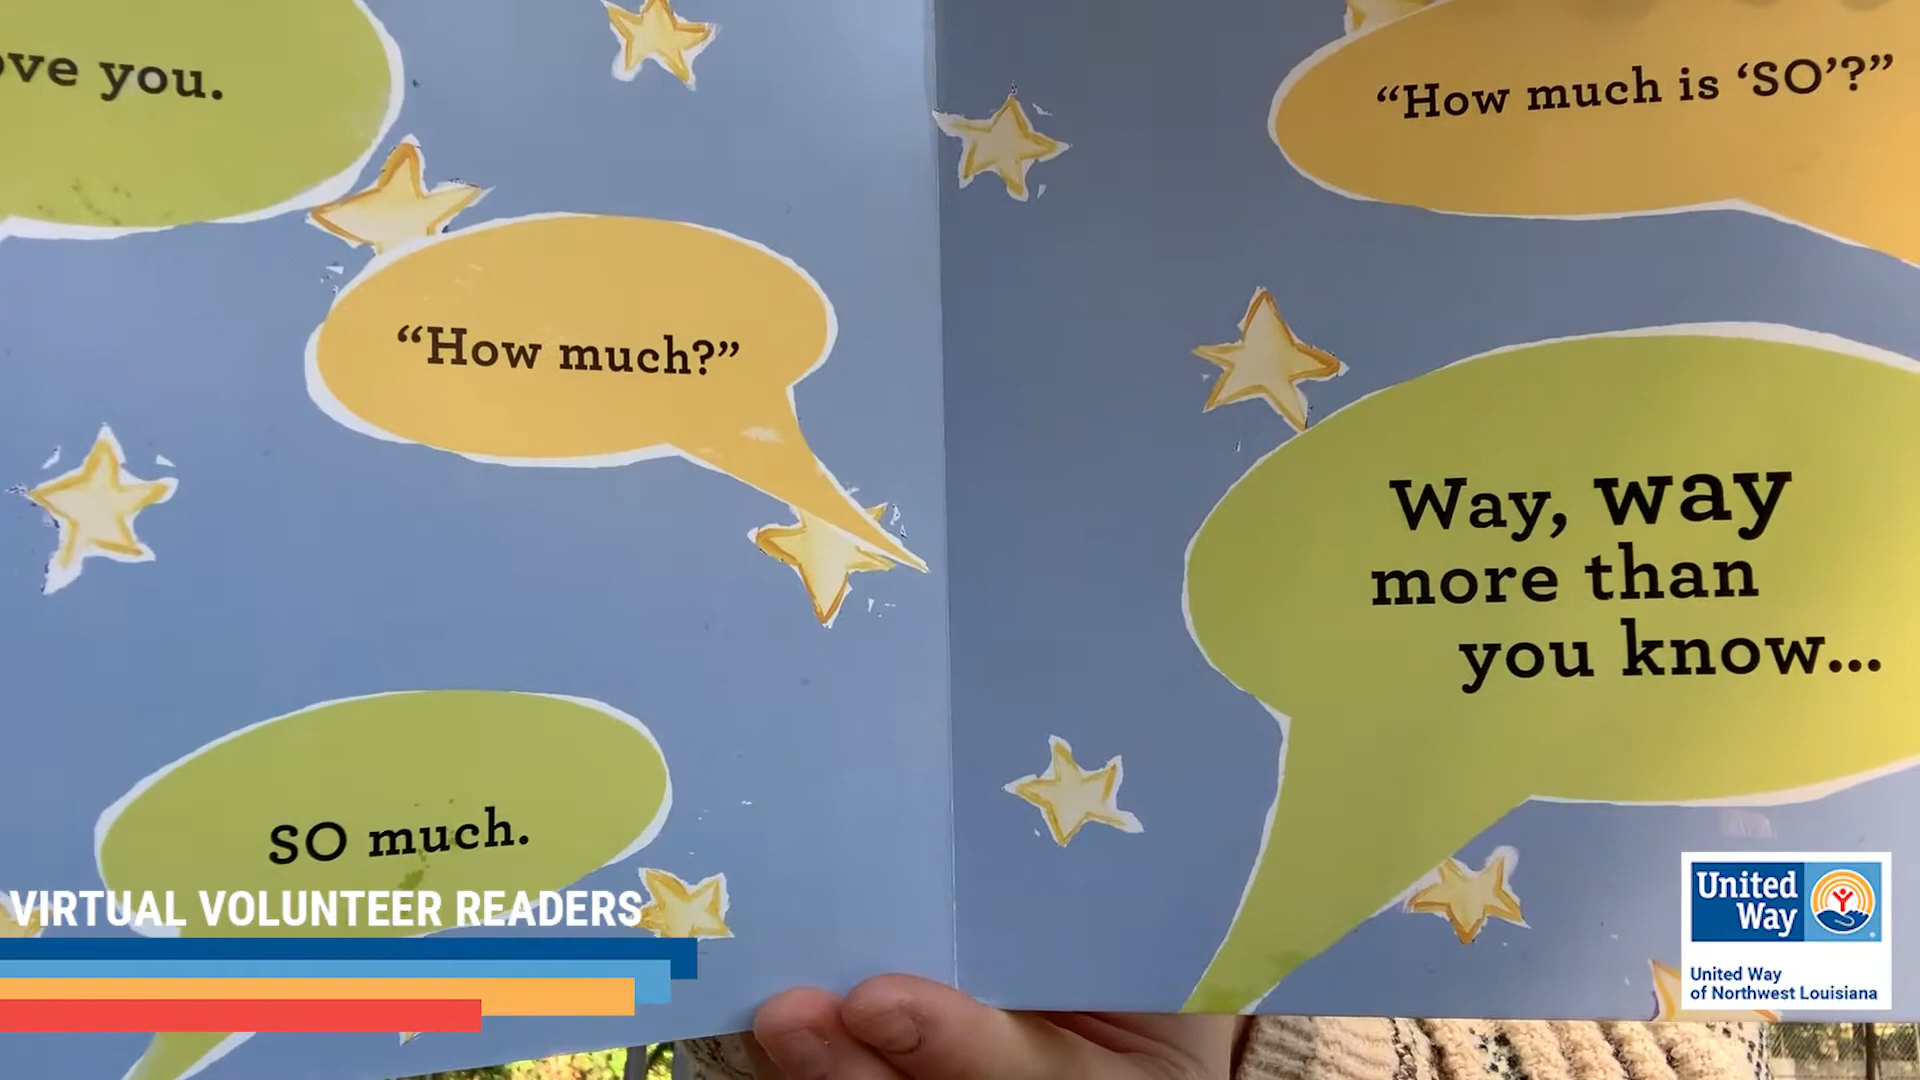 you.
"How much?"
SO much.
"How much is 'SO'?"
Way, way
more than
you know...
VIRTUAL VOLUNTEER READERS
United
Way
United Way
of Northwest Louisiana